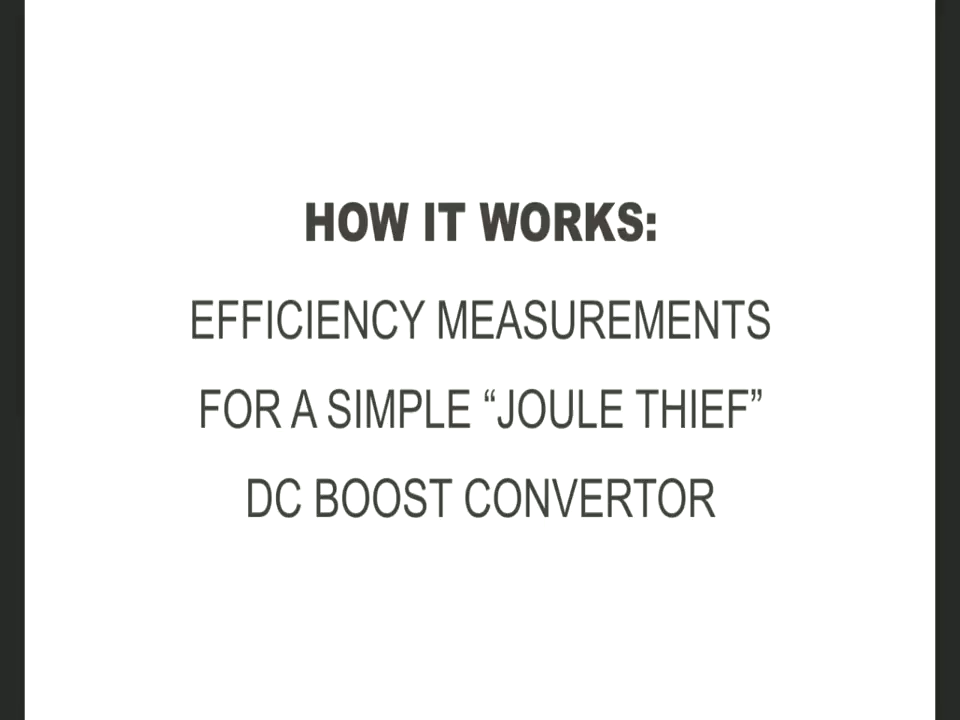 HOW IT WORKS:
EFFICIENCY MEASUREMENTS
FOR A SIMPLE “JOULE THIEF”
DC BOOST CONVERTOR